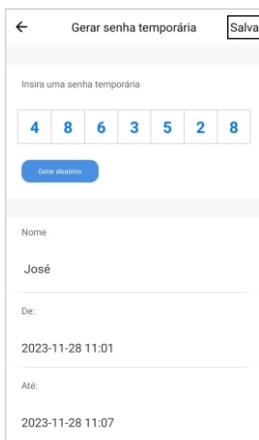 ← Gerar senha temporária Salva
Insira uma senha temporária
4 8 6 3 5 2 8
Gerar aleatório
Nome
José
De:
2023-11-28 11:01
Até:
2023-11-28 11:07